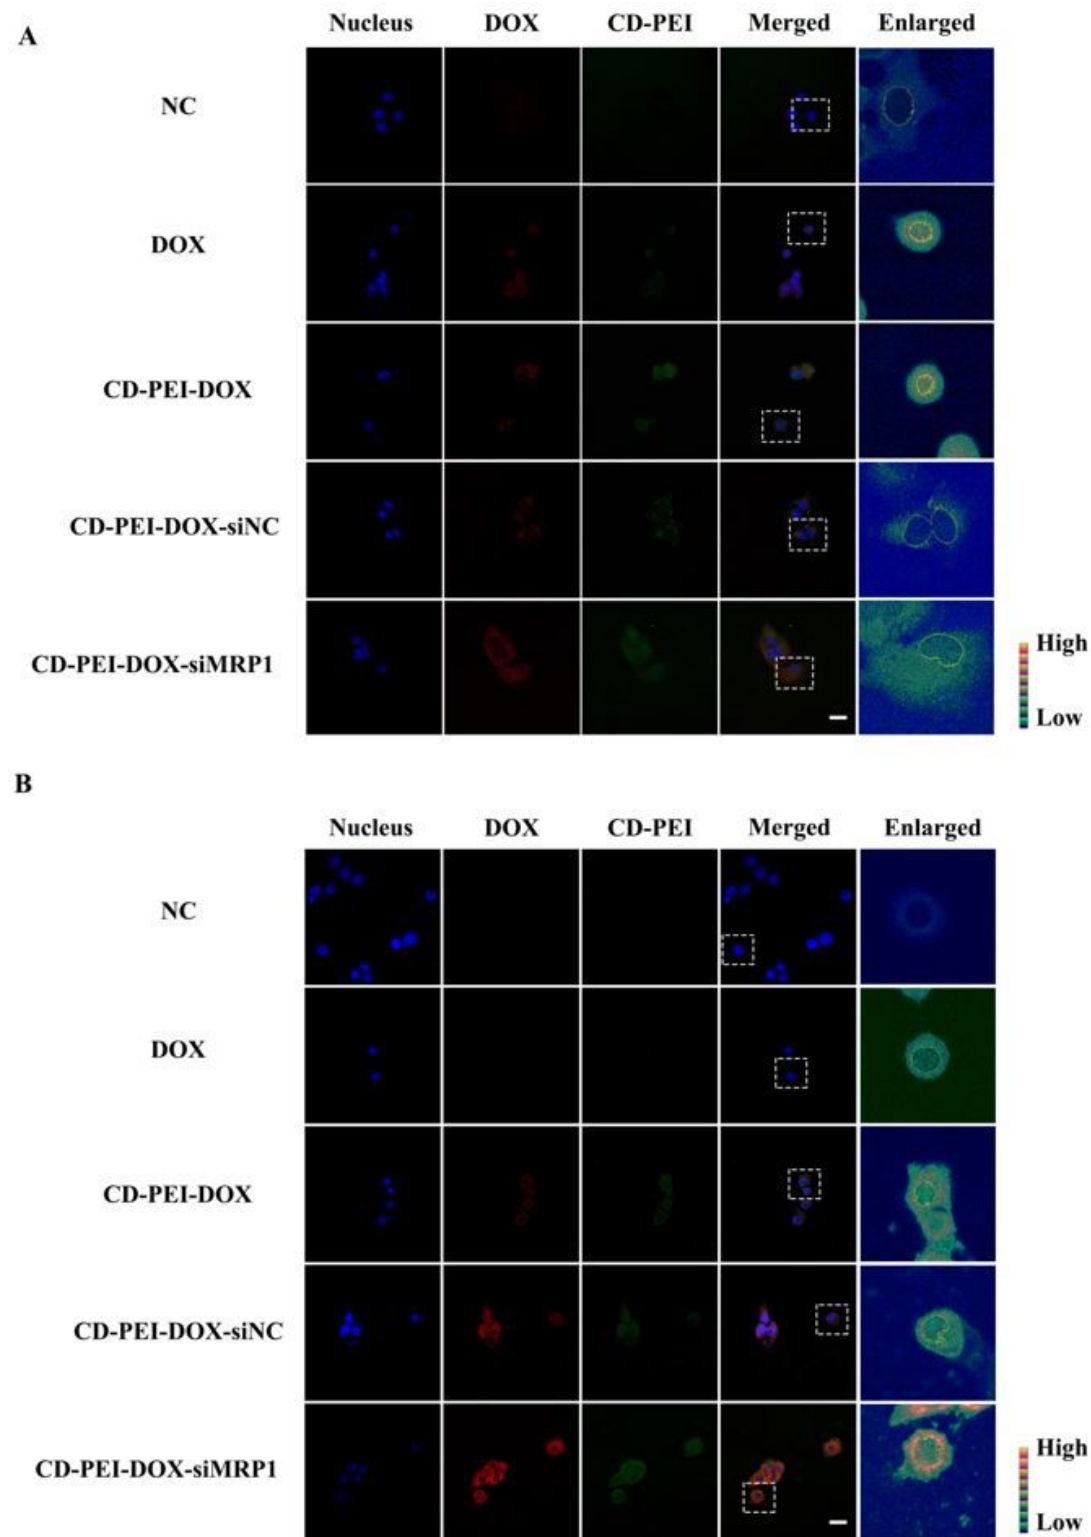 A
Nucleus DOX CD-PEI Merged Enlarged
NC
DOX
CD-PEI-DOX
CD-PEI-DOX-siNC
CD-PEI-DOX-siMRP1
High
Low
B
Nucleus DOX CD-PEI Merged Enlarged
NC
DOX
CD-PEI-DOX
CD-PEI-DOX-siNC
CD-PEI-DOX-siMRP1
High
Low